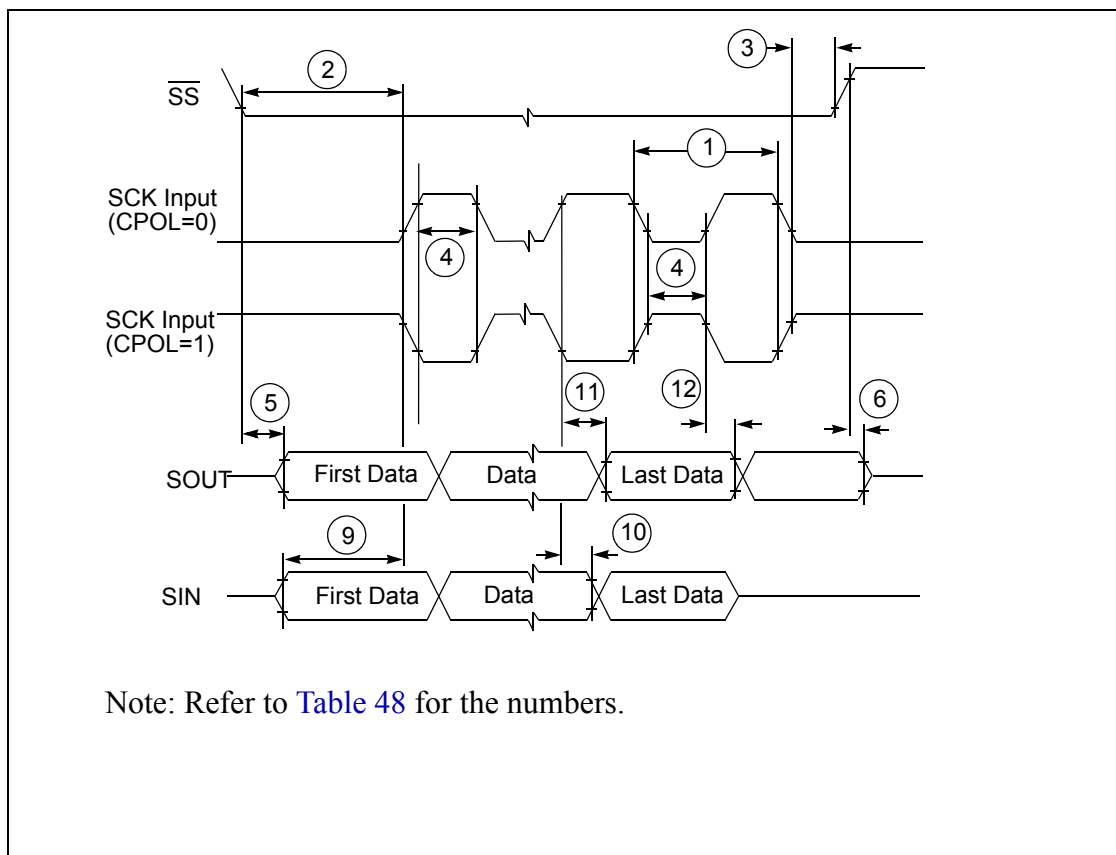 3
2
SS
1
SCK Input
(CPOL=0)
4
4
SCK Input
(CPOL=1)
11
12
5
6
SOUT
First Data
Data
Last Data
9
10
SIN
First Data
Data
Last Data
Note: Refer to Table 48 for the numbers.